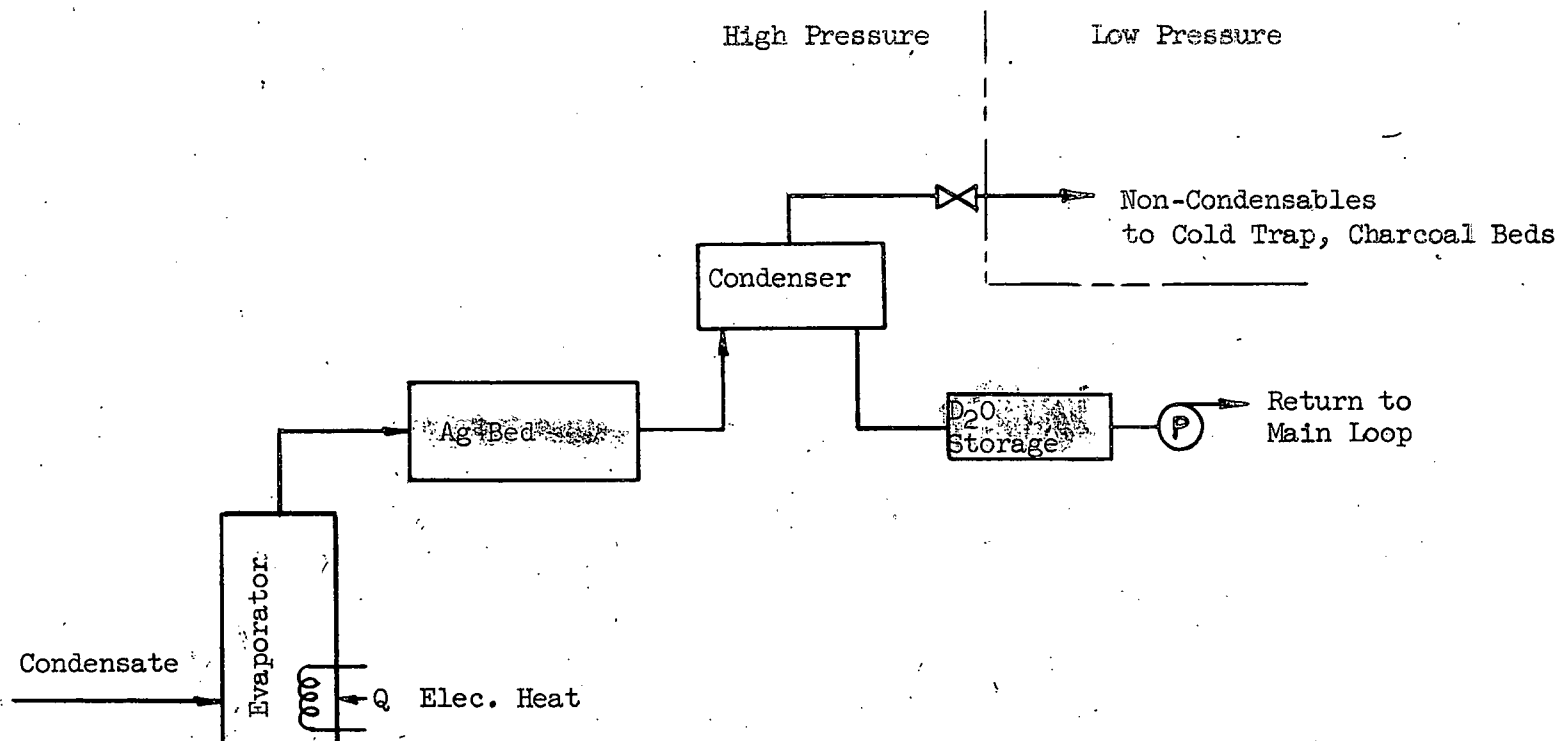 High Pressure
Low Pressure
Non-Condensables
to Cold Trap, Charcoal Beds
Condenser
Ag Bed
D2O
Storage
P
Return to
Main Loop
Evaporator
Condensate
Q Elec. Heat